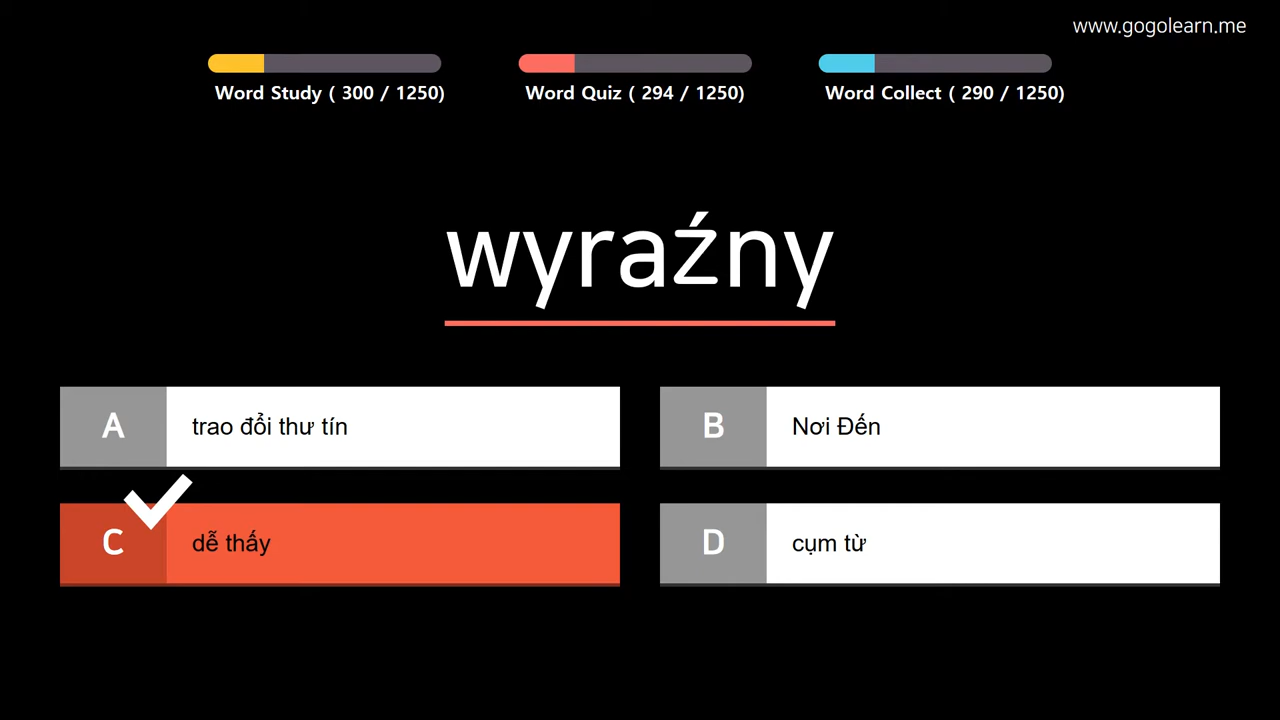 www.gogolearn.me
Word Study ( 300 / 1250)
Word Quiz ( 294 / 1250)
Word Collect ( 290 / 1250)
wyraźny
A
trao đổi thư tín
B
Nơi Đến
C
dễ thấy
D
cụm từ